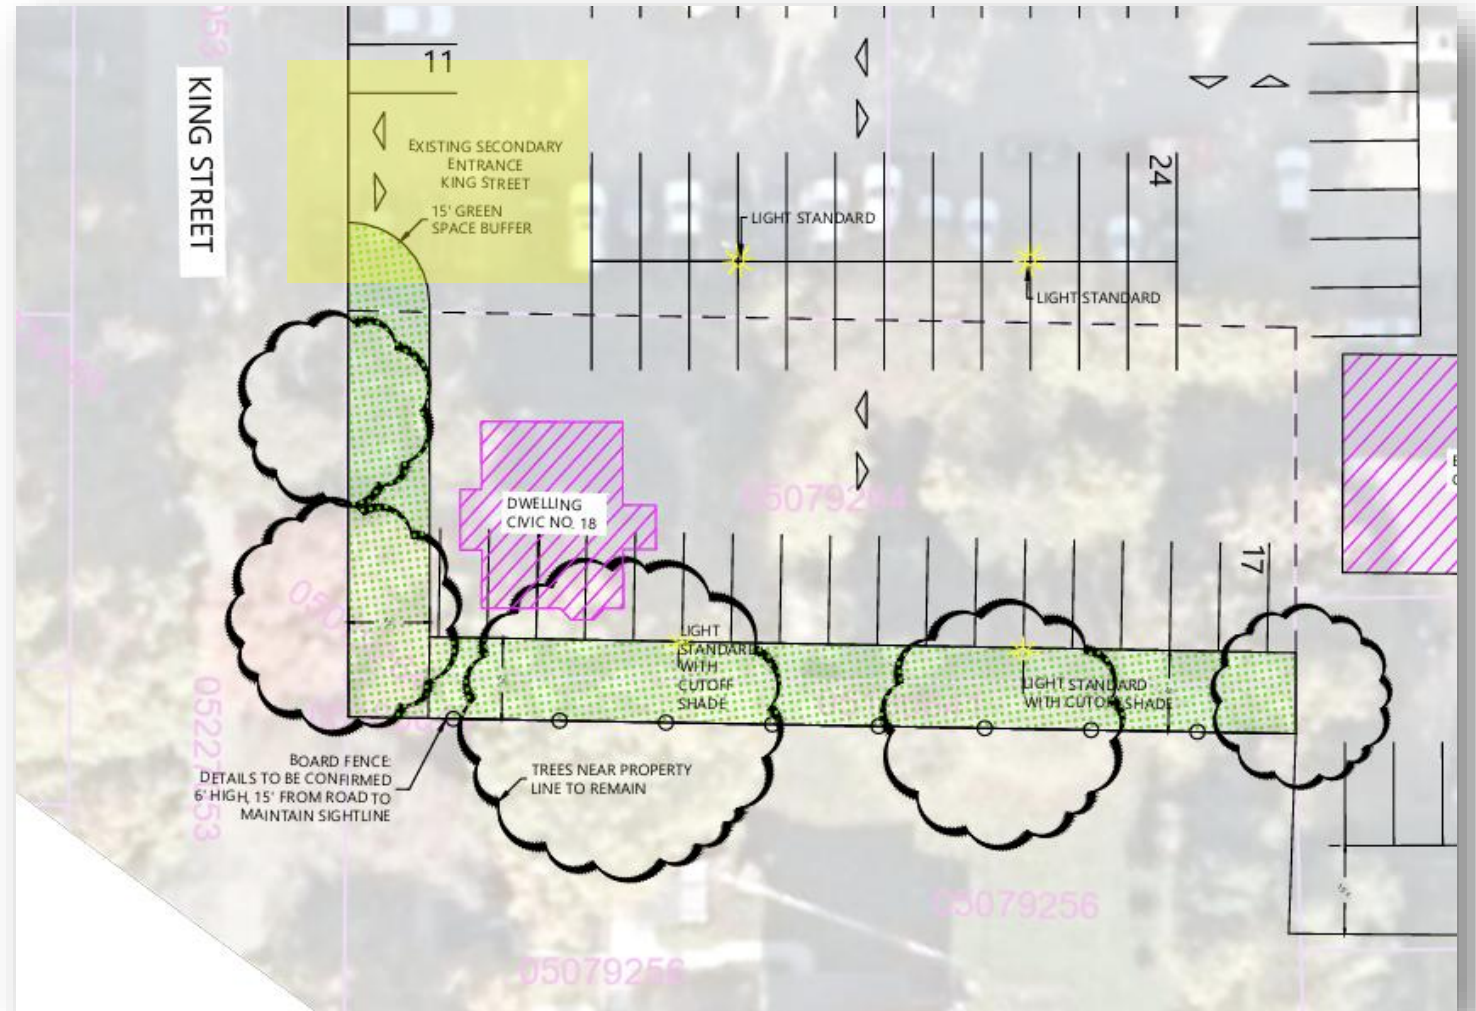 KING STREET
11
EXISTING SECONDARY
ENTRANCE
KING STREET
15' GREEN
SPACE BUFFER
24
LIGHT STANDARD
LIGHT STANDARD
DWELLING
CIVIC NO. 18
17
LIGHT
STANDARD
WITH
CUTOFF
SHADE
LIGHT STANDARD
WITH CUTOFF SHADE
BOARD FENCE:
DETAILS TO BE CONFIRMED
6' HIGH, 15' FROM ROAD TO
MAINTAIN SIGHTLINE
TREES NEAR PROPERTY
LINE TO REMAIN
05079256
05079256